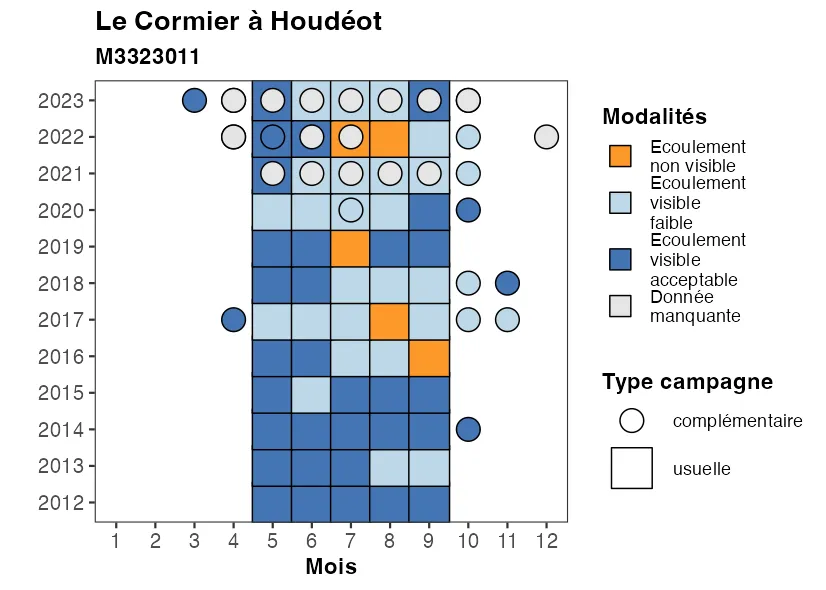 Le Cormier à Houdéot
M3323011
2023
2022
2021
2020
2019
2018
2017
2016
2015
2014
2013
2012
1 2 3 4 5 6 7 8 9 10 11 12
Mois
Modalités
Ecoulement
non visible
Ecoulement
visible
faible
Ecoulement
visible
acceptable
Donnée
manquante
Type campagne
complémentaire
usuelle